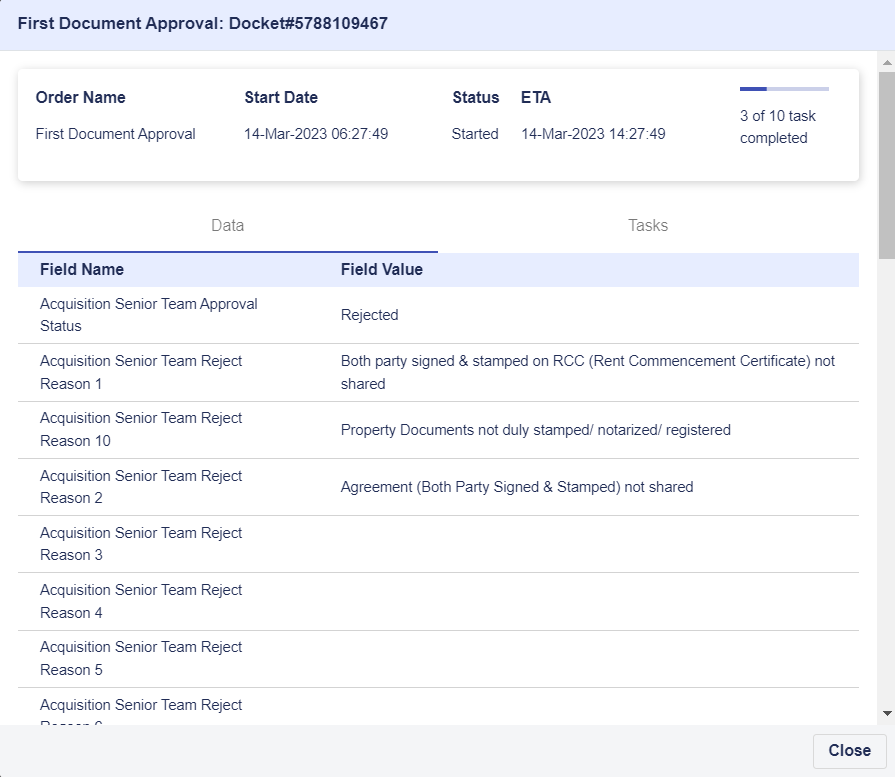 First Document Approval: Docket#5788109467
Order Name Start Date Status ETA
First Document Approval 14-Mar-2023 06:27:49 Started 14-Mar-2023 14:27:49
3 of 10 task
completed
Data Tasks
Field Name Field Value
Acquisition Senior Team Approval
Status
Rejected
Acquisition Senior Team Reject
Reason 1
Both party signed & stamped on RCC (Rent Commencement Certificate) not
shared
Acquisition Senior Team Reject
Reason 10
Property Documents not duly stamped/ notarized/ registered
Acquisition Senior Team Reject
Reason 2
Agreement (Both Party Signed & Stamped) not shared
Acquisition Senior Team Reject
Reason 3
Acquisition Senior Team Reject
Reason 4
Acquisition Senior Team Reject
Reason 5
Acquisition Senior Team Reject
Close